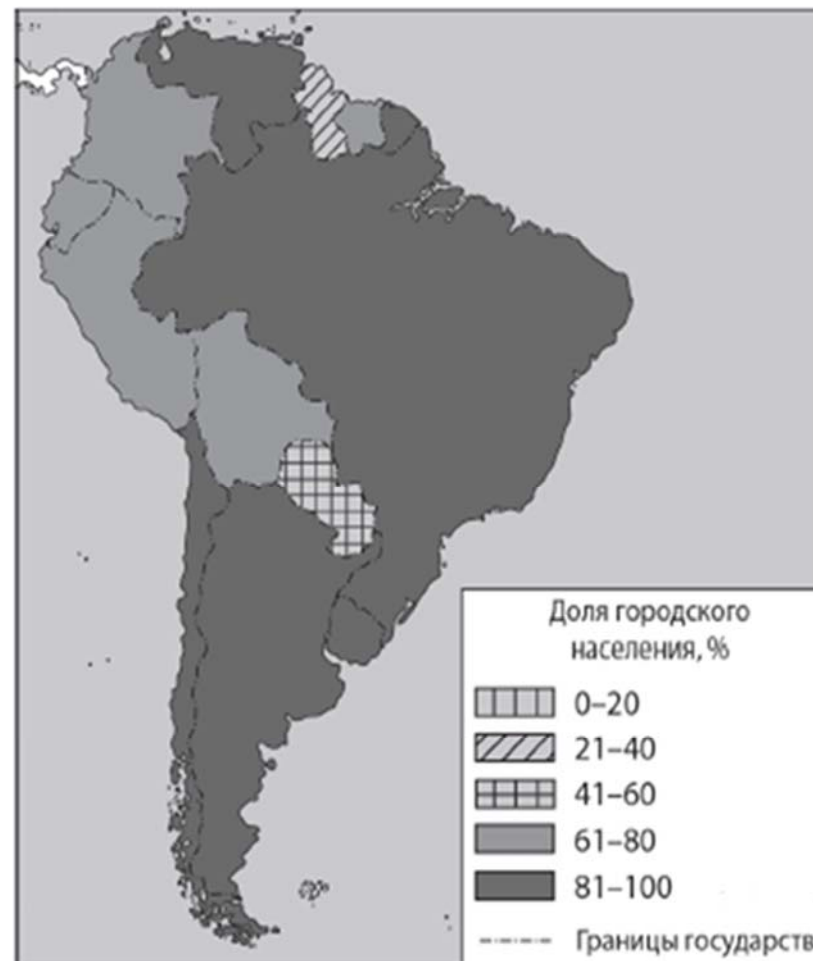 Доля городского
населения, %
0–20
21–40
41–60
61–80
81–100
Границы государств